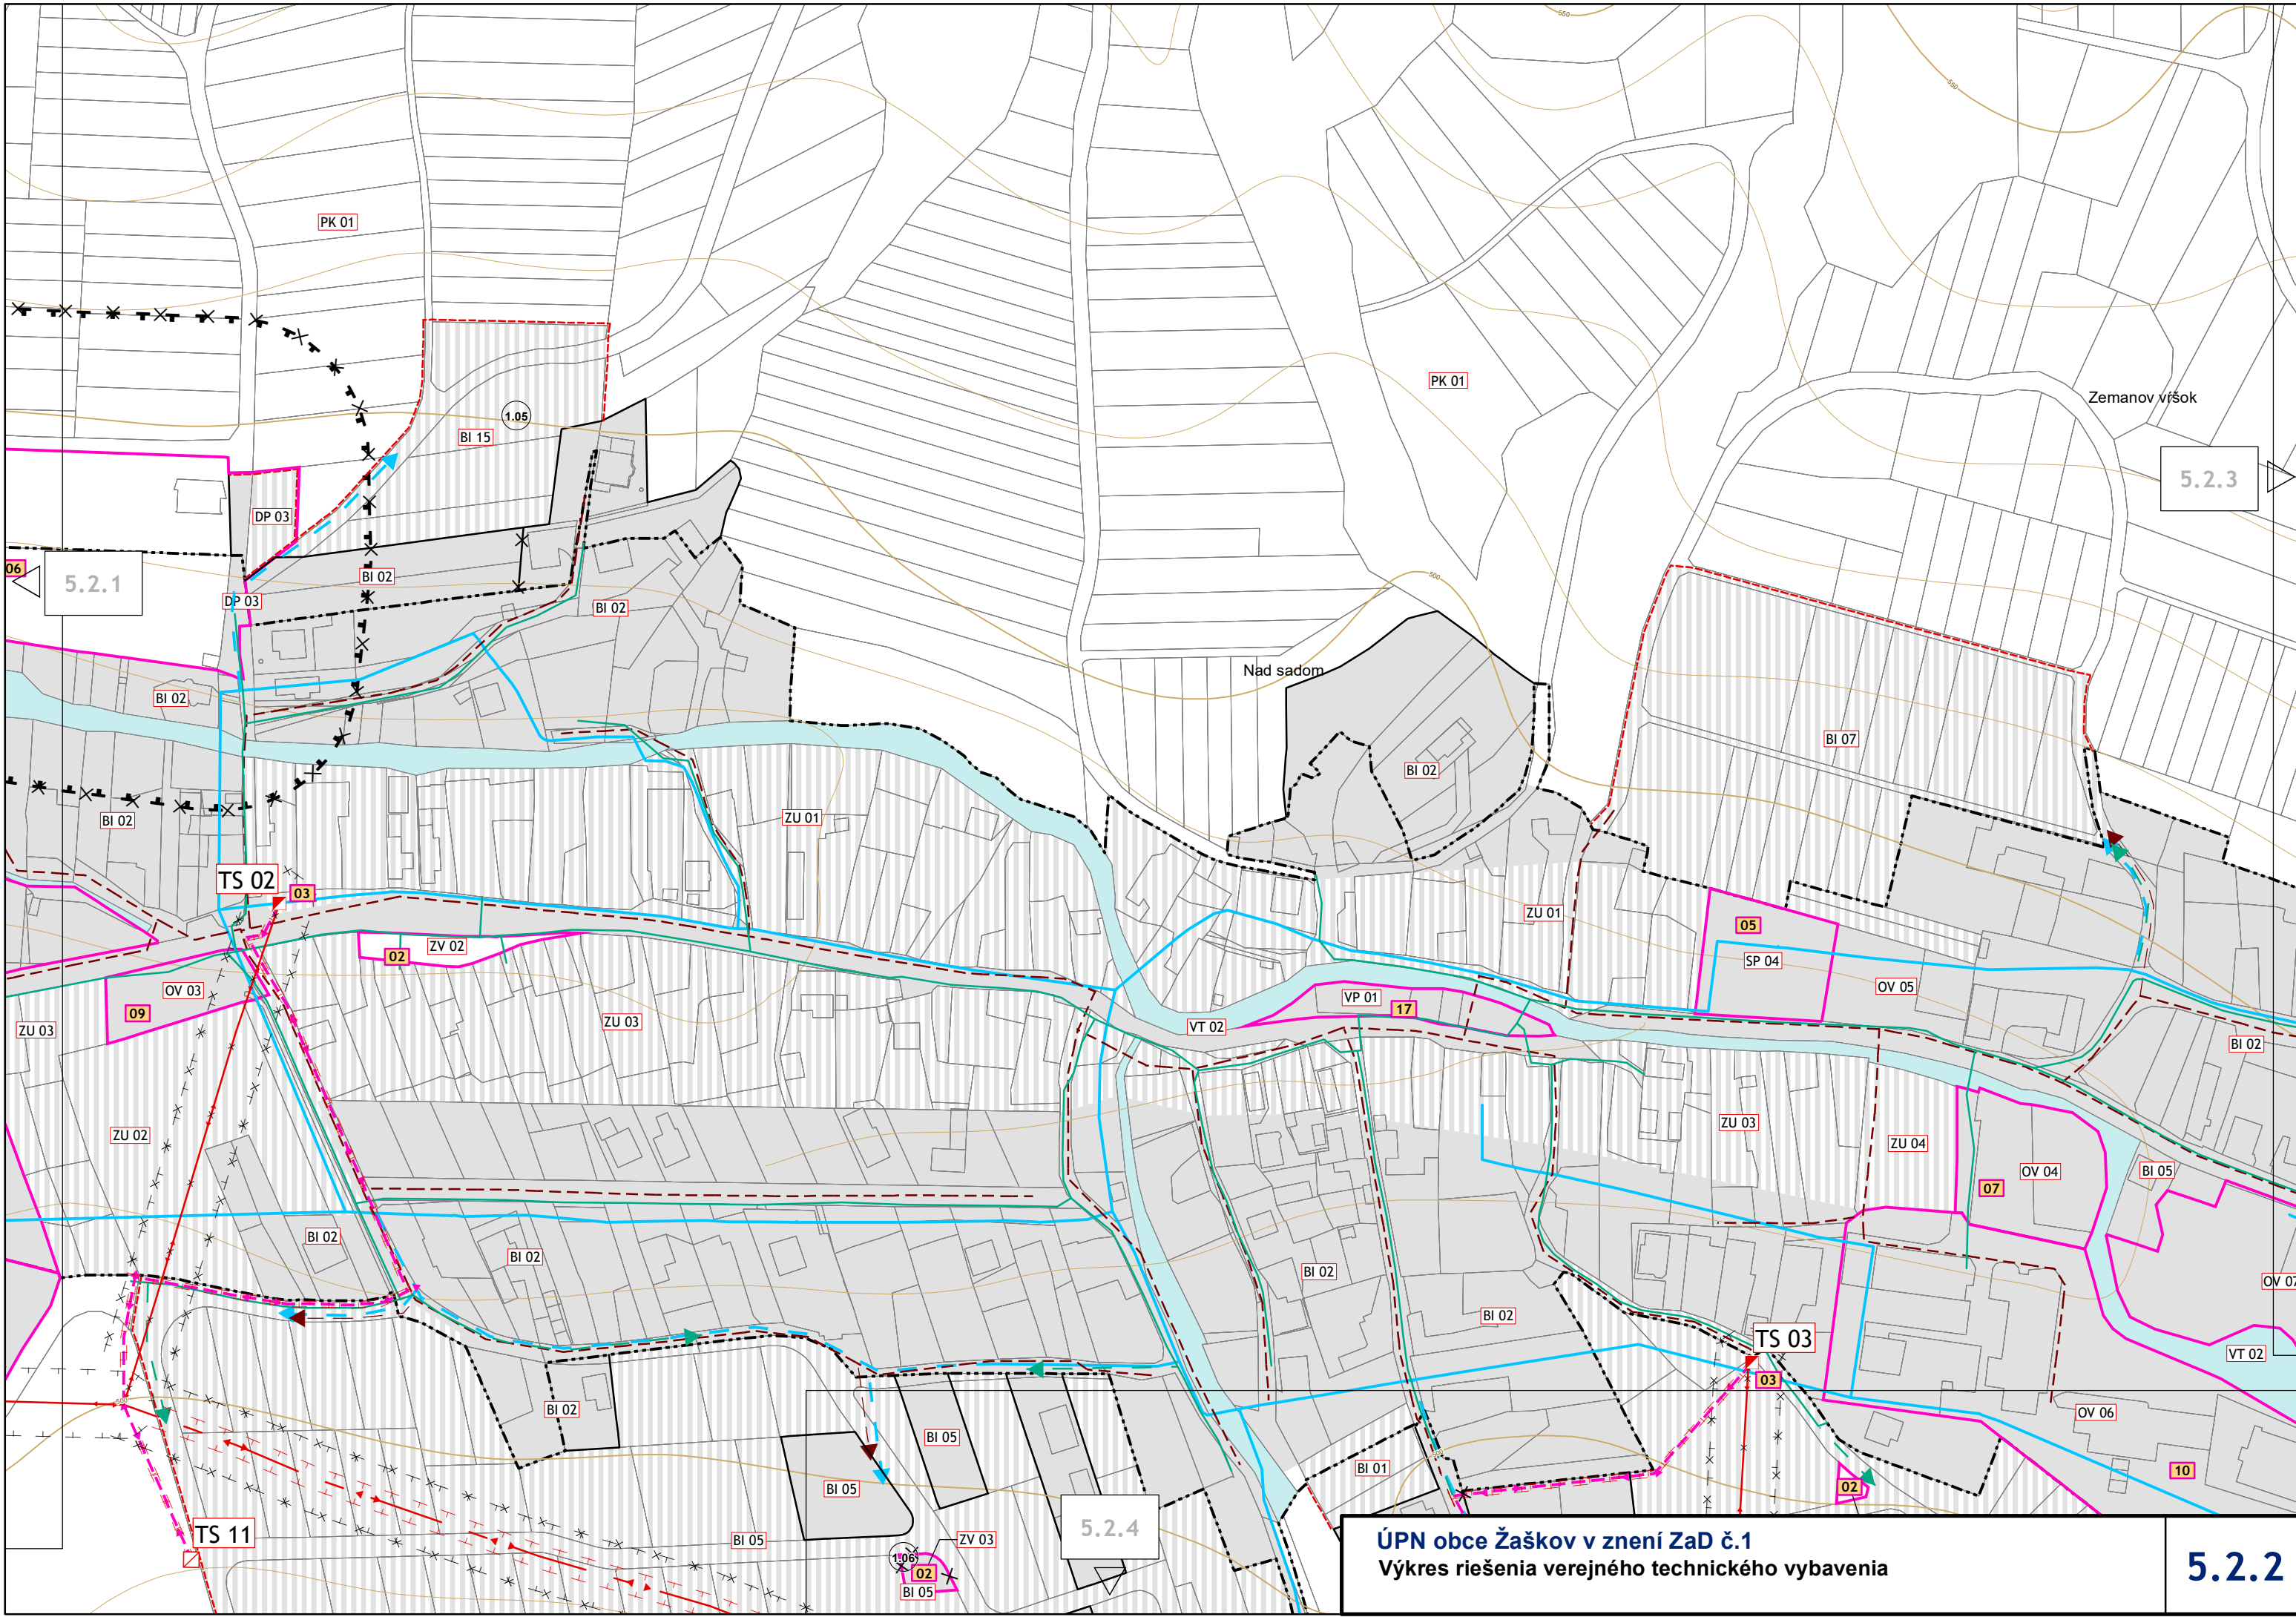 550
550
PK 01
PK 01
Zemanov vŕšok
1.05
BI 15
5.2.3
DP 03
06
5.2.1
BI 02
500
DP 03
BI 02
Nad sadom
BI 02
BI 07
BI 02
BI 02
ZU 01
TS 02
03
ZU 01
05
02
ZV 02
SP 04
OV 03
OV 05
VP 01
17
09
ZU 03
ZU 03
VT 02
BI 02
ZU 02
ZU 03
ZU 04
OV 04
BI 05
07
BI 02
BI 02
BI 02
OV 07
BI 02
TS 03
VT 02
03
BI 02
OV 06
BI 05
BI 01
10
BI 05
02
5.2.4
TS 11
BI 05
ZV 03
1.06
02
BI 05
ÚPN obce Žaškov v znení ZaD č.1
Výkres riešenia verejného technického vybavenia
5.2.2